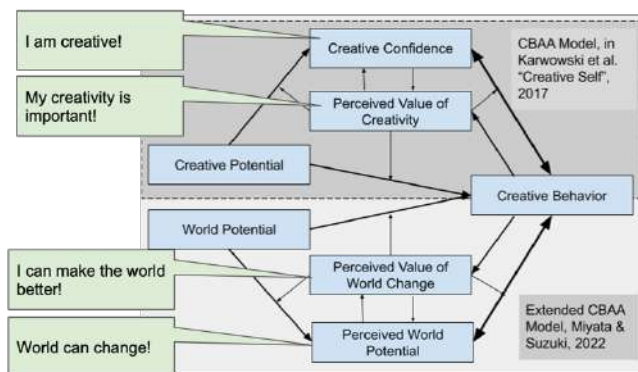 I am creative!
My creativity is
important!
Creative Confidence
Perceived Value of
Creativity
CBAA Model, in
Karwowski et al.
“Creative Self”,
2017
Creative Potential
Creative Behavior
World Potential
I can make the world
better!
Perceived Value of
World Change
World can change!
Perceived World
Potential
Extended CBAA
Model, Miyata &
Suzuki, 2022